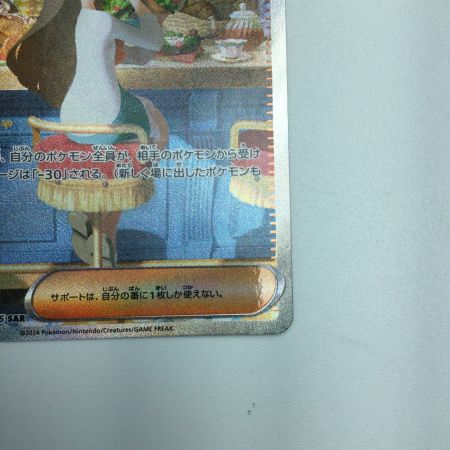 、自分のポケモン全員が、相手のポケモンから受け
ージは「-30」される。（新しく場に出したポケモンも
サポートは、自分の番に1枚しか使えない。
SAR
©2024 Pokémon/Nintendo/Creatures/GAME FREAK